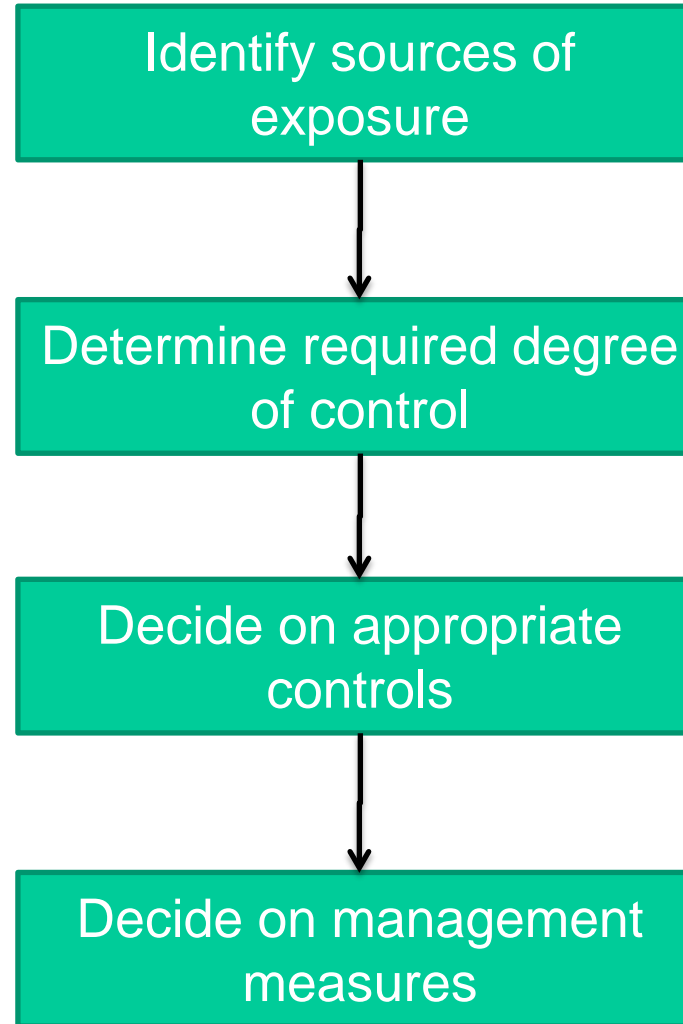 Identify sources of
exposure
Determine required degree
of control
Decide on appropriate
controls
Decide on management
measures